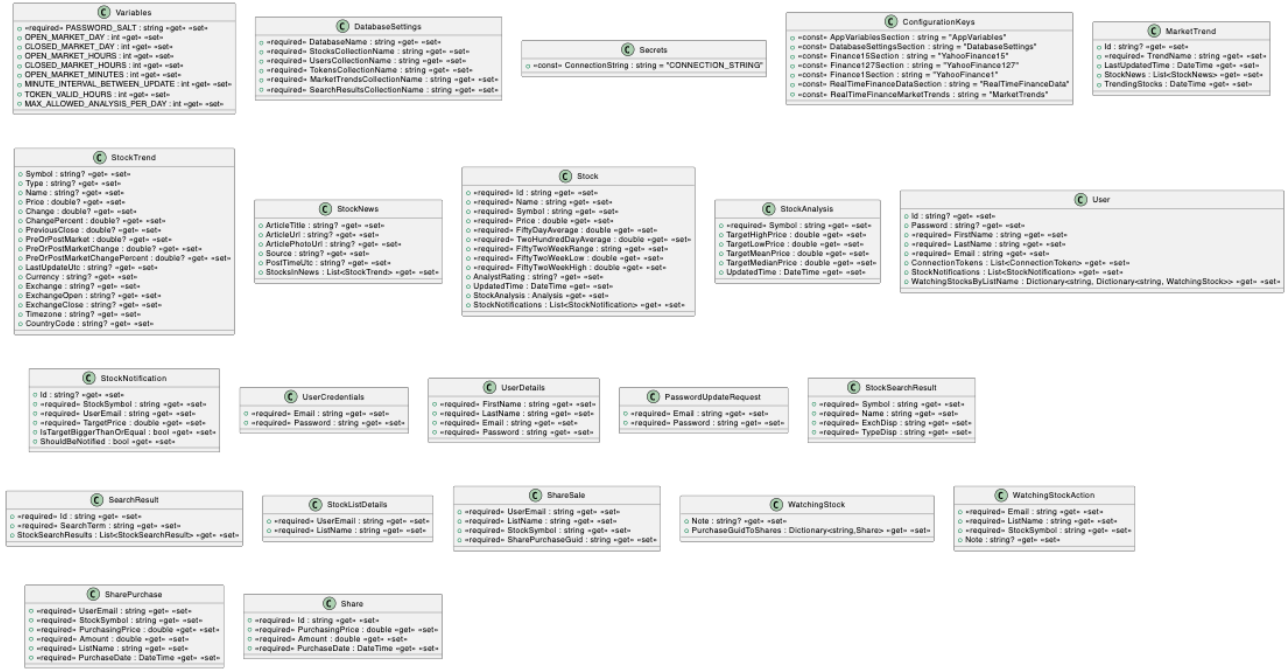 C Variables
«required» PASSWORD_SALT : string «get» «set»
OPEN_MARKET_DAY : int «get» «set»
CLOSED_MARKET_DAY : int «get» «set»
OPEN_MARKET_HOURS : int «get» «set»
CLOSED_MARKET_HOURS : int «get» «set»
OPEN_MARKET_MINUTES : int «get» «set»
MINUTE_INTERVAL_BETWEEN_UPDATE : int «get» «set»
TOKEN_VALID_HOURS : int «get» «set»
MAX_ALLOWED_ANALYSIS_PER_DAY : int «get» «set»
C DatabaseSettings
«required» DatabaseName : string «get» «set»
«required» StocksCollectionName : string «get» «set»
«required» UsersCollectionName : string «get» «set»
«required» TokensCollectionName : string «get» «set»
«required» MarketTrendsCollectionName : string «get» «set»
«required» SearchResultsCollectionName : string «get» «set»
C Secrets
«const» ConnectionString : string = "CONNECTION_STRING"
C ConfigurationKeys
«const» AppVariablesSection : string = "AppVariables"
«const» DatabaseSettingsSection : string = "DatabaseSettings"
«const» Finance15Section : string = "YahooFinance15"
«const» Finance127Section : string = "YahooFinance127"
«const» Finance1Section : string = "YahooFinance1"
«const» RealTimeFinanceDataSection : string = "RealTimeFinanceData"
«const» RealTimeFinanceMarketTrends : string = "MarketTrends"
C MarketTrend
Id : string? «get» «set»
«required» TrendName : string «get» «set»
LastUpdatedTime : DateTime «get» «set»
StockNews : List<StockNews> «get» «set»
TrendingStocks : DateTime «get» «set»
C StockTrend
Symbol : string? «get» «set»
Type : string? «get» «set»
Name : string? «get» «set»
Price : double? «get» «set»
Change : double? «get» «set»
ChangePercent : double? «get» «set»
PreviousClose : double? «get» «set»
PreOrPostMarket : double? «get» «set»
PreOrPostMarketChange : double? «get» «set»
PreOrPostMarketChangePercent : double? «get» «set»
LastUpdateUtc : string? «get» «set»
Currency : string? «get» «set»
Exchange : string? «get» «set»
ExchangeOpen : string? «get» «set»
ExchangeClose : string? «get» «set»
Timezone : string? «get» «set»
CountryCode : string? «get» «set»
C StockNews
ArticleTitle : string? «get» «set»
ArticleUrl : string? «get» «set»
ArticlePhotoUrl : string? «get» «set»
Source : string? «get» «set»
PostTimeUtc : string? «get» «set»
StocksInNews : List<StockTrend> «get» «set»
C Stock
«required» Id : string «get» «set»
«required» Name : string «get» «set»
«required» Symbol : string «get» «set»
«required» Price : double «get» «set»
«required» FiftyDayAverage : double «get» «set»
«required» TwoHundredDayAverage : double «get» «set»
«required» FiftyTwoWeekRange : string «get» «set»
«required» FiftyTwoWeekLow : double «get» «set»
«required» FiftyTwoWeekHigh : double «get» «set»
AnalystRating : string? «get» «set»
UpdatedTime : DateTime «get» «set»
StockAnalysis : Analysis «get» «set»
StockNotifications : List<StockNotification> «get» «set»
C StockAnalysis
«required» Symbol : string «get» «set»
TargetHighPrice : double «get» «set»
TargetLowPrice : double «get» «set»
TargetMeanPrice : double «get» «set»
TargetMedianPrice : double «get» «set»
UpdatedTime : DateTime «get» «set»
C User
Id : string? «get» «set»
Password : string? «get» «set»
«required» FirstName : string «get» «set»
«required» LastName : string «get» «set»
«required» Email : string «get» «set»
ConnectionTokens : List<ConnectionToken> «get» «set»
StockNotifications : List<StockNotification> «get» «set»
WatchingStocksByListName : Dictionary<string, Dictionary<string, WatchingStock>> «get» «set»
C StockNotification
Id : string? «get» «set»
«required» StockSymbol : string «get» «set»
«required» UserEmail : string «get» «set»
«required» TargetPrice : double «get» «set»
IsTargetBiggerThanOrEqual : bool «get» «set»
ShouldBeNotified : bool «get» «set»
C UserCredentials
«required» Email : string «get» «set»
«required» Password : string «get» «set»
C UserDetails
«required» FirstName : string «get» «set»
«required» LastName : string «get» «set»
«required» Email : string «get» «set»
«required» Password : string «get» «set»
C PasswordUpdateRequest
«required» Email : string «get» «set»
«required» Password : string «get» «set»
C StockSearchResult
«required» Symbol : string «get» «set»
«required» Name : string «get» «set»
«required» ExchDisp : string «get» «set»
«required» TypeDisp : string «get» «set»
C SearchResult
«required» Id : string «get» «set»
«required» SearchTerm : string «get» «set»
StockSearchResults : List<StockSearchResult> «get» «set»
C StockListDetails
«required» UserEmail : string «get» «set»
«required» ListName : string «get» «set»
C ShareSale
«required» UserEmail : string «get» «set»
«required» ListName : string «get» «set»
«required» StockSymbol : string «get» «set»
«required» SharePurchaseGuid : string «get» «set»
C WatchingStock
Note : string? «get» «set»
PurchaseGuidToShares : Dictionary<string,Share> «get» «set»
C WatchingStockAction
«required» Email : string «get» «set»
«required» ListName : string «get» «set»
«required» StockSymbol : string «get» «set»
Note : string? «get» «set»
C SharePurchase
«required» UserEmail : string «get» «set»
«required» StockSymbol : string «get» «set»
«required» PurchasingPrice : double «get» «set»
«required» Amount : double «get» «set»
«required» ListName : string «get» «set»
«required» PurchaseDate : DateTime «get» «set»
C Share
«required» Id : string «get» «set»
«required» PurchasingPrice : double «get» «set»
«required» Amount : double «get» «set»
«required» PurchaseDate : DateTime «get» «set»